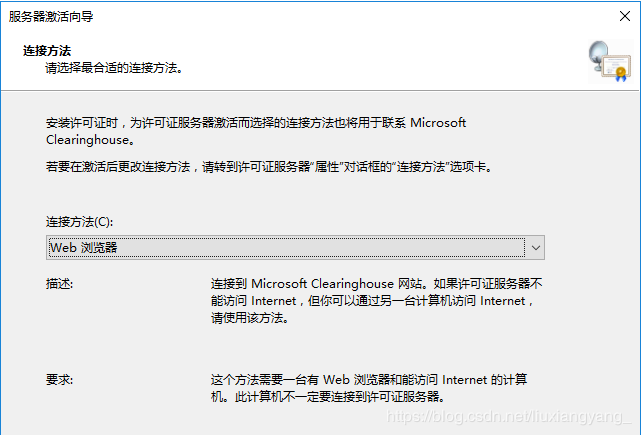 服务器激活向导
连接方法
请选择最合适的连接方法。
安装许可证时，为许可证服务器激活而选择的连接方法也将用于联系 Microsoft
Clearinghouse。
若要在激活后更改连接方法，请转到许可证服务器“属性”对话框的“连接方法”选项卡。
连接方法(C):
Web 浏览器
描述:
连接到 Microsoft Clearinghouse 网站。如果许可证服务器不
能访问 Internet，但你可以通过另一台计算机访问 Internet，
请使用该方法。
要求:
这个方法需要一台有 Web 浏览器和能访问 Internet 的计算
机。此计算机不一定要连接到许可证服务器。
https://blog.csdn.net/liuxiangyang_